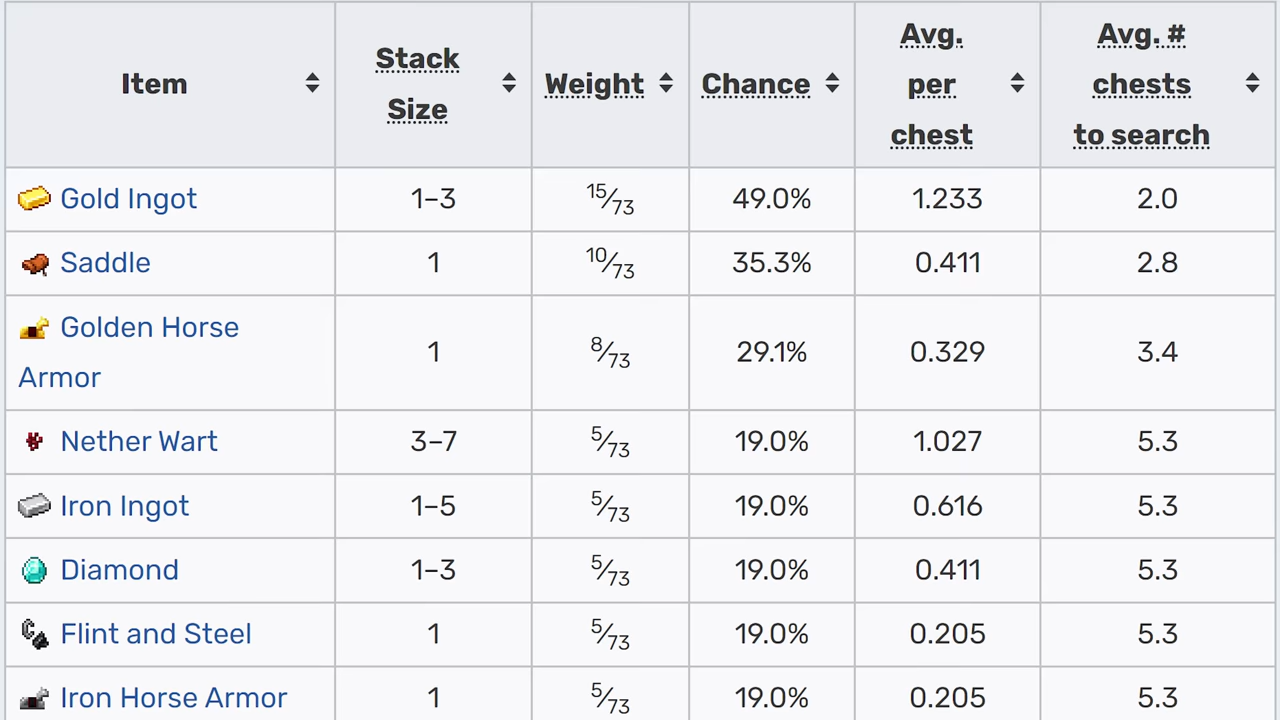 Item Stack Size Weight Chance Avg. per chest Avg. # chests to search
Gold Ingot 1–3 15/73 49.0% 1.233 2.0
Saddle 1 10/73 35.3% 0.411 2.8
Golden Horse Armor 1 8/73 29.1% 0.329 3.4
Nether Wart 3–7 5/73 19.0% 1.027 5.3
Iron Ingot 1–5 5/73 19.0% 0.616 5.3
Diamond 1–3 5/73 19.0% 0.411 5.3
Flint and Steel 1 5/73 19.0% 0.205 5.3
Iron Horse Armor 1 5/73 19.0% 0.205 5.3